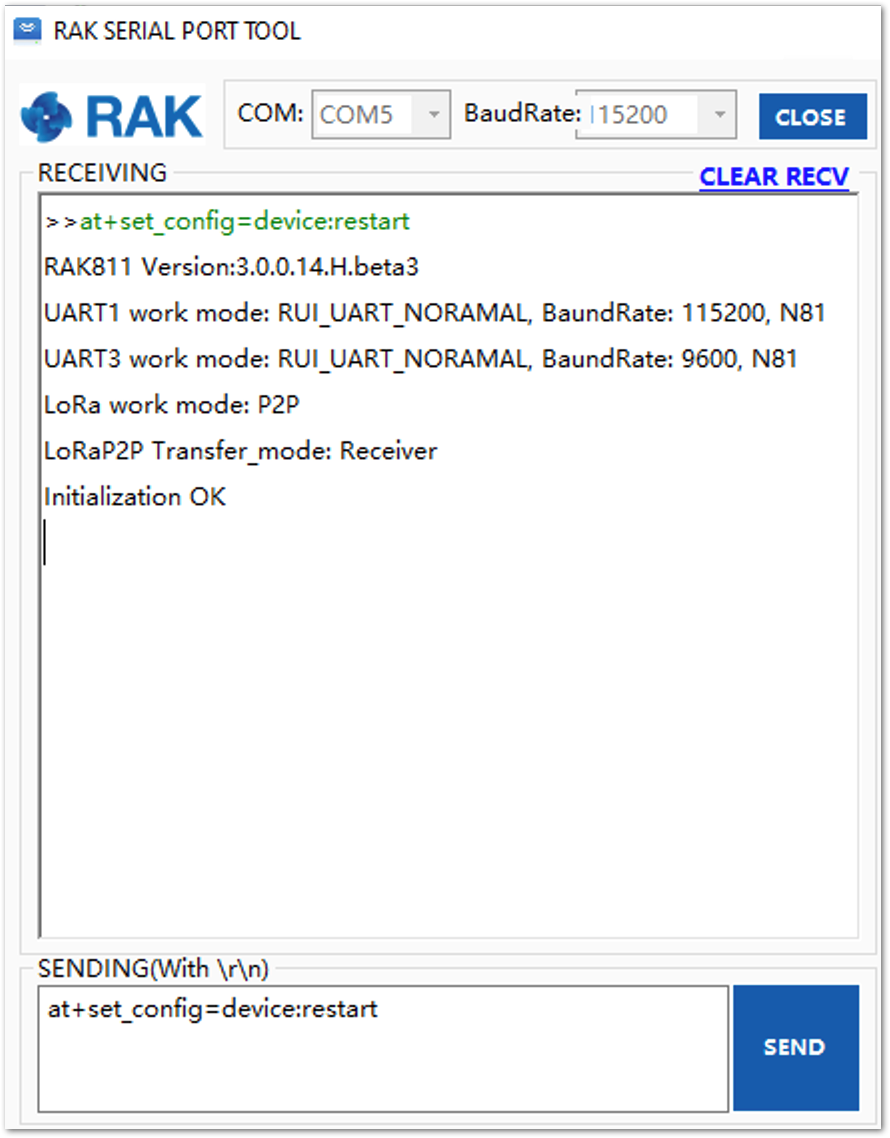 RAK SERIAL PORT TOOL
RAK COM: COM5 BaudRate: 115200 CLOSE
RECEIVING CLEAR RECV
>>at+set_config=device:restart
RAK811 Version:3.0.0.14.H.beta3
UART1 work mode: RUI_UART_NORAMAL, BaundRate: 115200, N81
UART3 work mode: RUI_UART_NORAMAL, BaundRate: 9600, N81
LoRa work mode: P2P
LoRaP2P Transfer_mode: Receiver
Initialization OK
SENDING(With \r\n)
at+set_config=device:restart
SEND